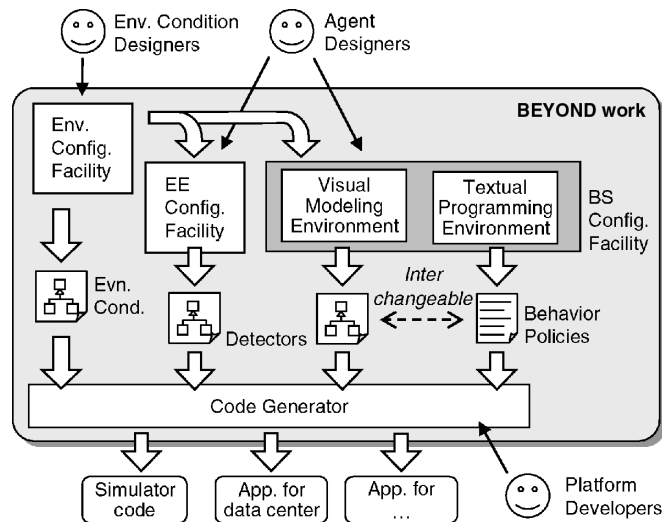 Env. Condition
Designers
Agent
Designers
BEYOND work
Env.
Config.
Facility
EE
Config.
Facility
Visual
Modeling
Environment
Textual
Programming
Environment
BS
Config.
Facility
Evn.
Cond.
Detectors
Inter
changeable
Behavior
Policies
Code Generator
Simulator
code
App. for
data center
App. for
...
Platform
Developers